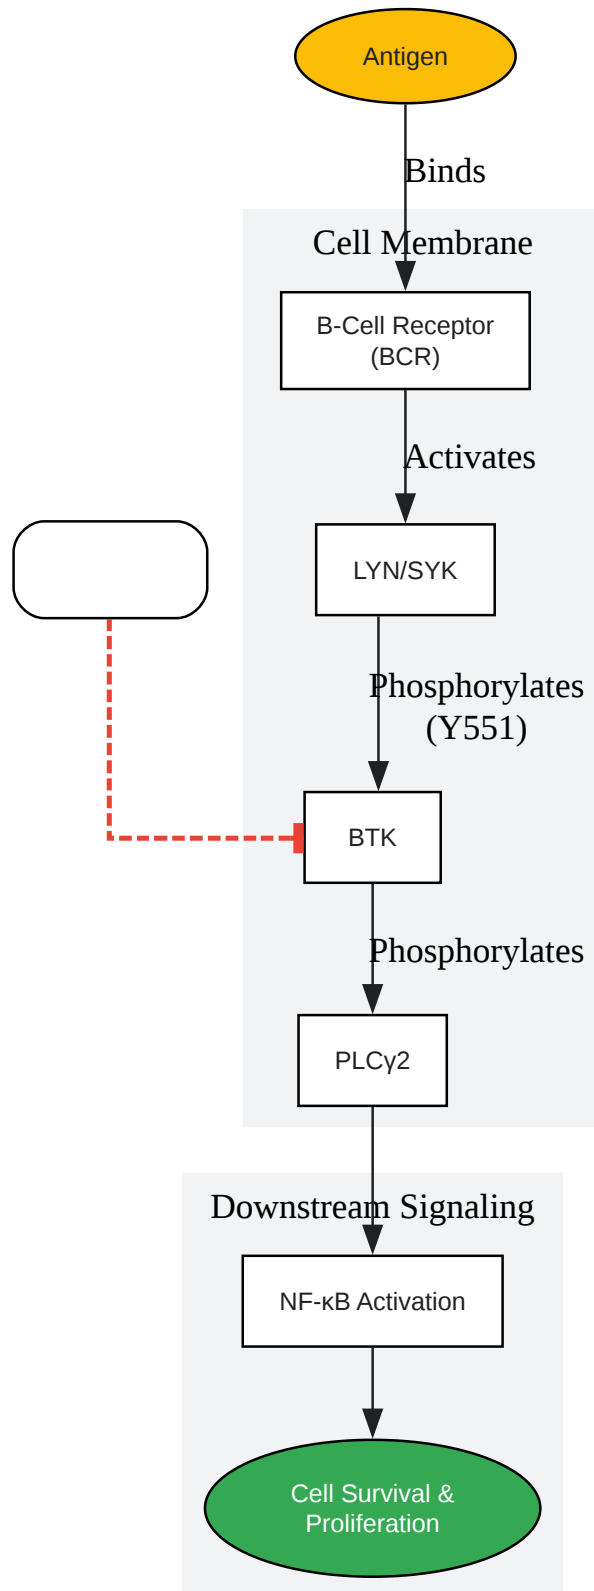 Antigen
Binds
Cell Membrane
B-Cell Receptor
(BCR)
Activates
LYN/SYK
Phosphorylates
(Y551)
BTK
Phosphorylates
PLCγ2
Downstream Signaling
NF-κB Activation
Cell Survival &
Proliferation